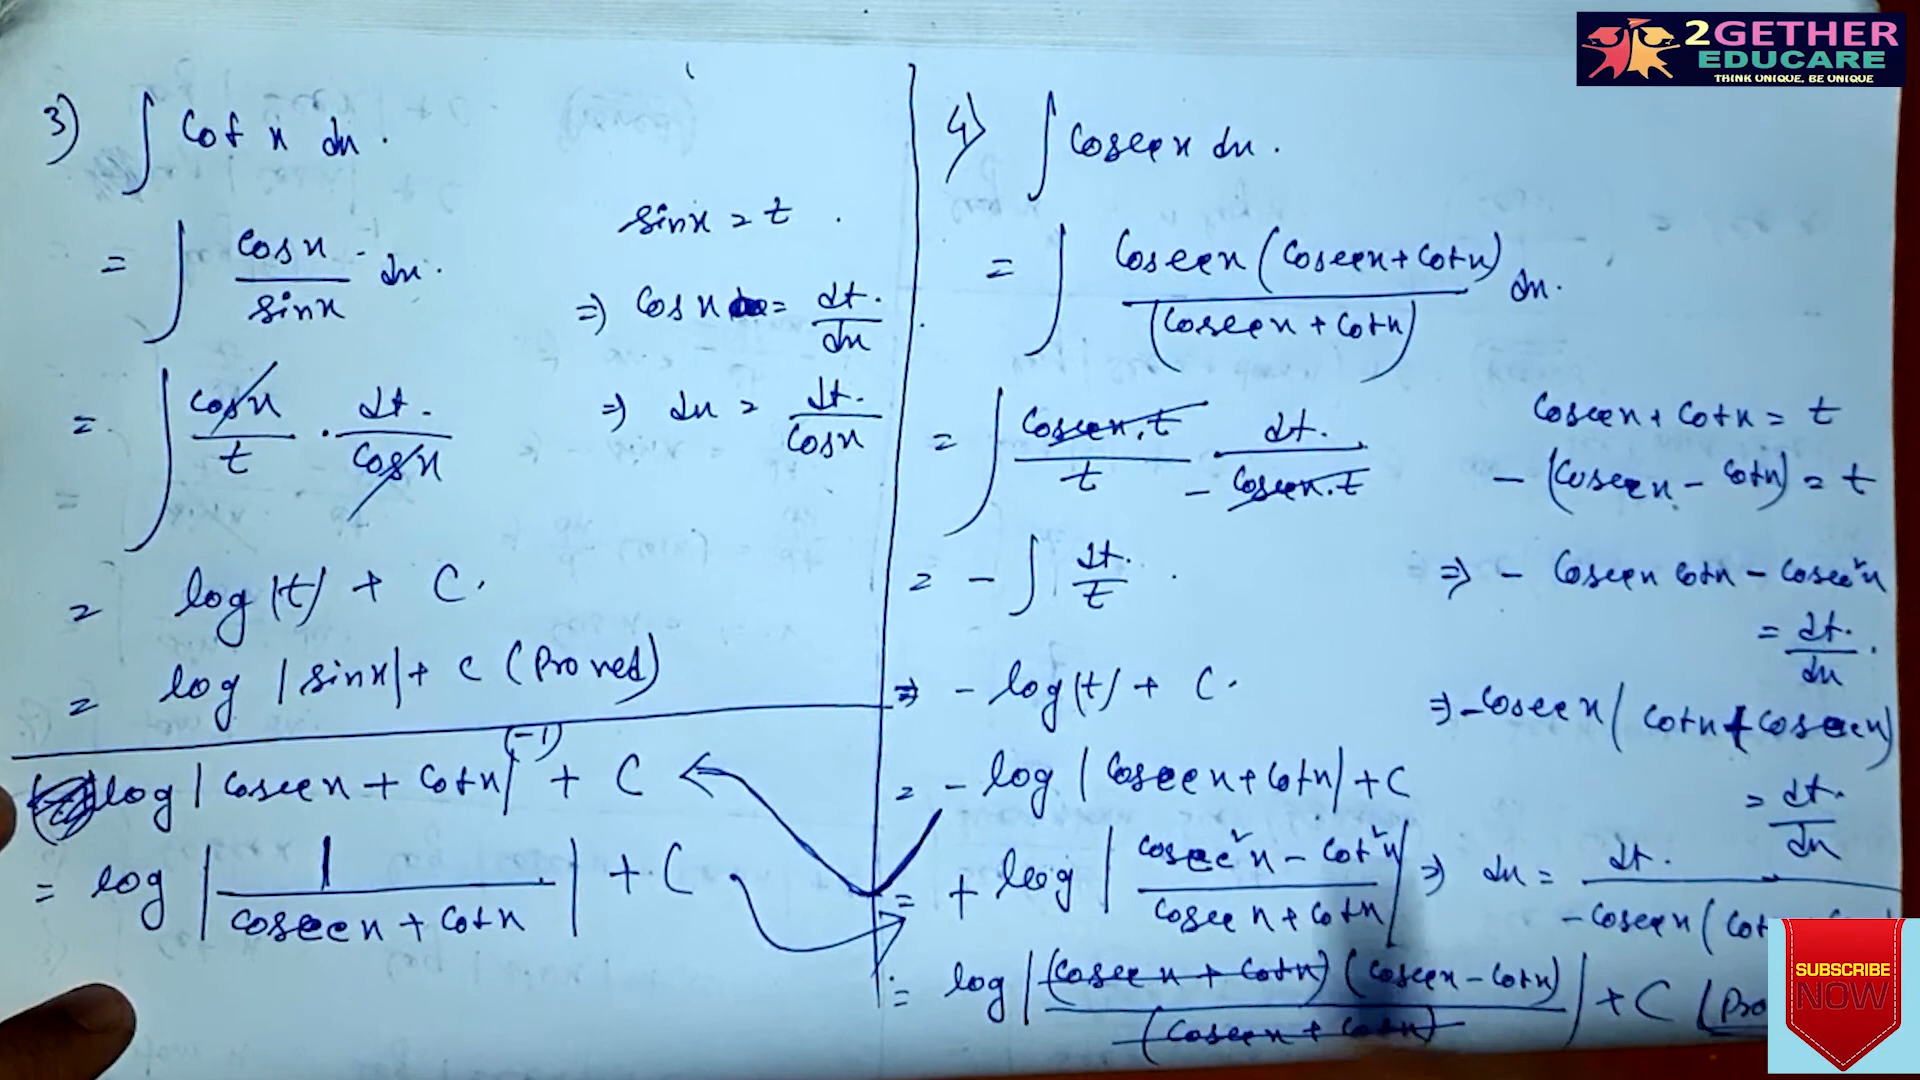 3) ∫ cot x dx.
= ∫ cos x / sin x · dx.
sin x = t .
⇒ cos x = dt. / dx
= ∫ cos x / t · dt. / cos x
⇒ dx = dt. / cos x
= log |t| + C.
= log |sin x| + C (Proved)
log | cosec x + cot x |^(-1) + C
= log | 1 / cosec x + cot x | + C
4) ∫ cosec x dx .
= ∫ cosec x (cosec x + cot x) / (cosec x + cot x) dx.
= ∫ cosec x . t / t dt. / - cosec x . t
cosec x + cot x = t
- (cosec x - cot x) = t
= - ∫ dt. / t
⇒ - cosec x cot x - cosec² x
= dt. / dx .
⇒ - log |t| + C.
⇒ - cosec x ( cot x + cosec x)
= dt. / dx
= - log | cosec x + cot x | + C
= + log | cosec² x - cot² x / cosec x + cot x |
⇒ dx = dt. / - cosec x ( cot
= log | (cosec x + cot x) (cosec x - cot x) / (cosec x + cot x) | + C (Pro
2GETHER
EDUCARE
THINK UNIQUE, BE UNIQUE
SUBSCRIBE
NOW